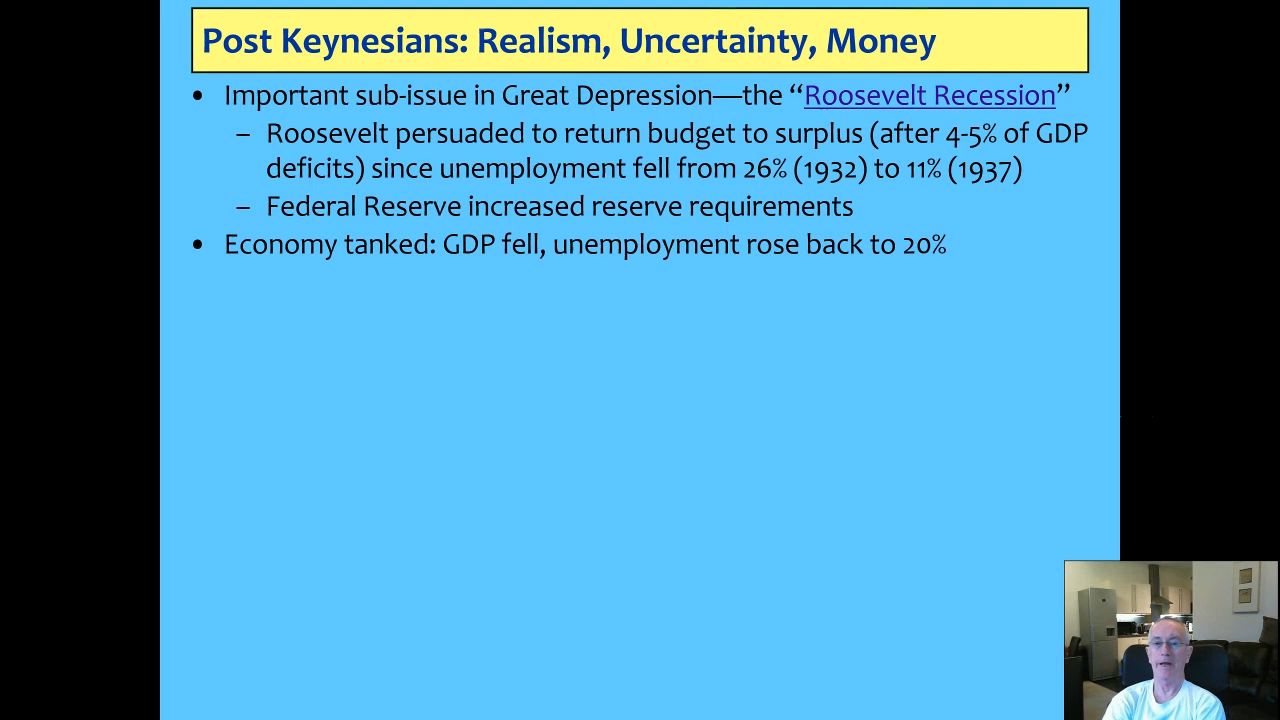 Post Keynesians: Realism, Uncertainty, Money
• Important sub-issue in Great Depression—the “Roosevelt Recession”
– Roosevelt persuaded to return budget to surplus (after 4-5% of GDP
deficits) since unemployment fell from 26% (1932) to 11% (1937)
– Federal Reserve increased reserve requirements
• Economy tanked: GDP fell, unemployment rose back to 20%